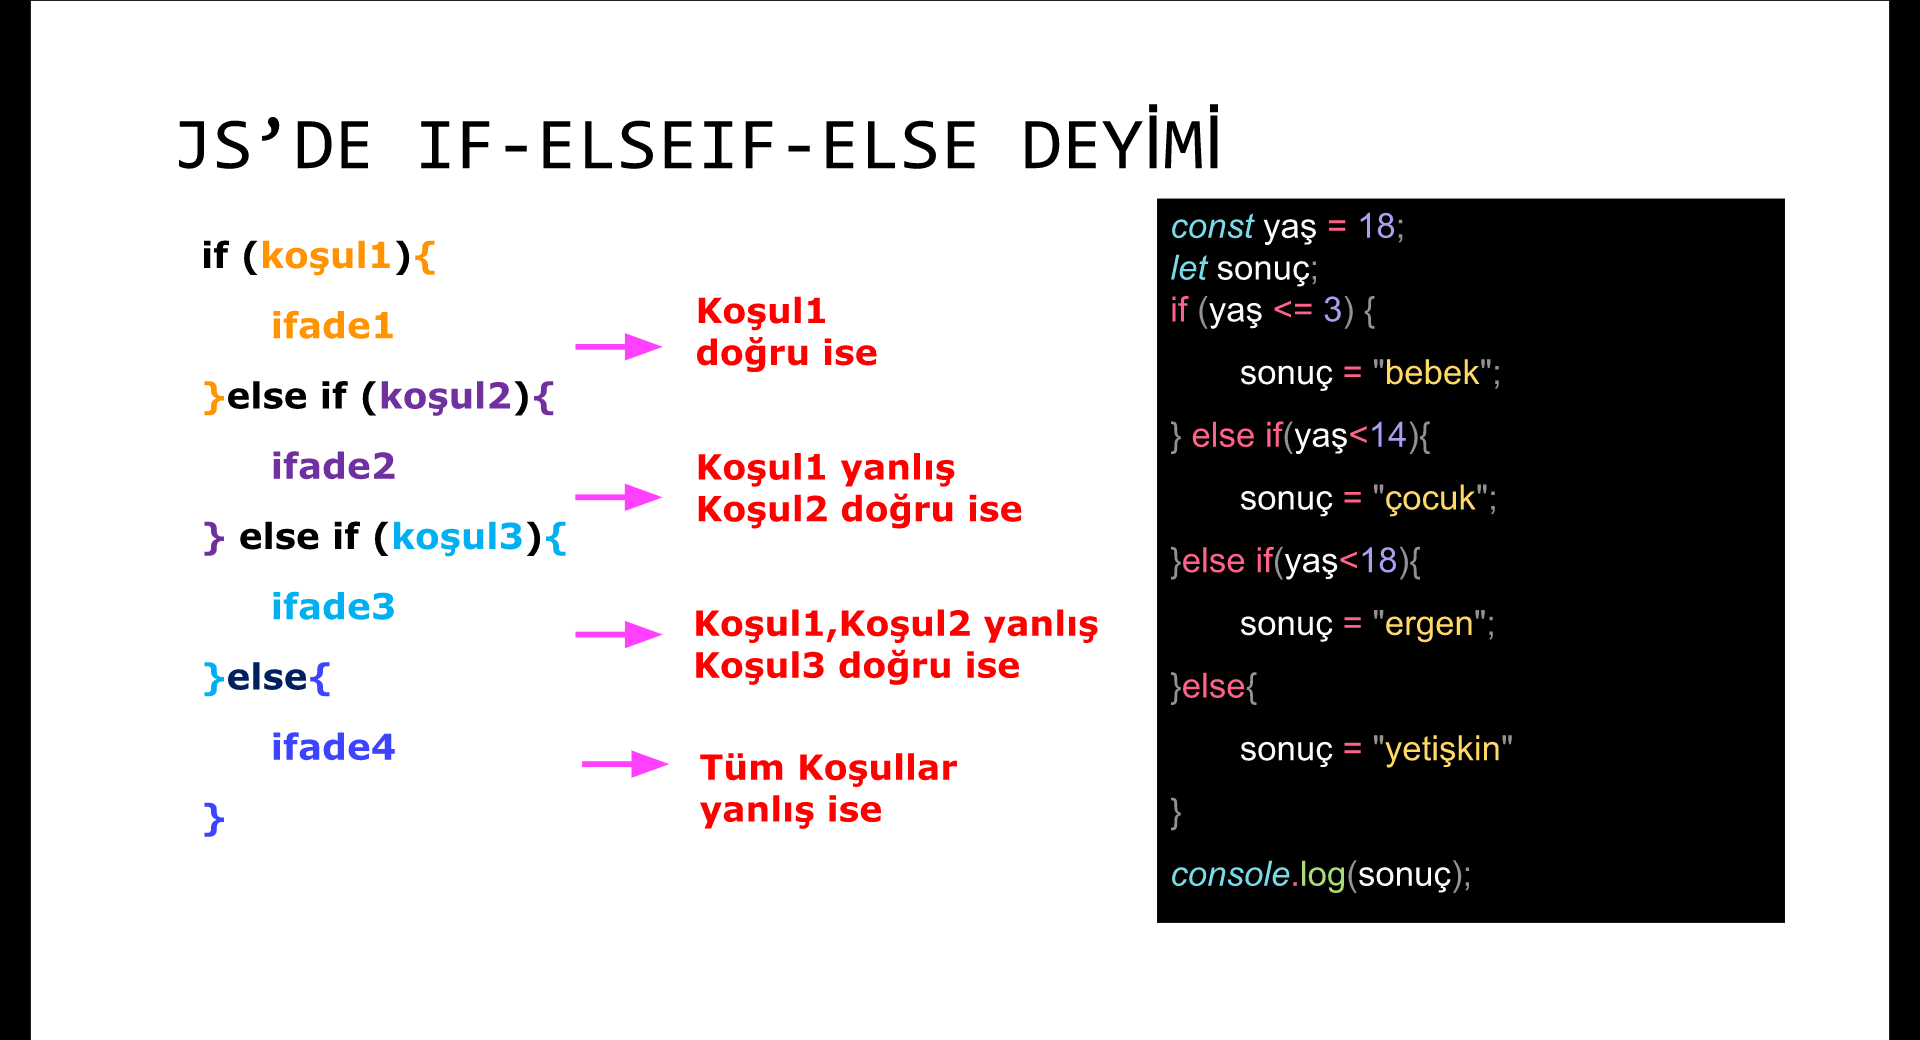 JS’DE IF-ELSEIF-ELSE DEYİMİ
if (koşul1){
ifade1
}else if (koşul2){
ifade2
} else if (koşul3){
ifade3
}else{
ifade4
}
Koşul1
doğru ise
Koşul1 yanlış
Koşul2 doğru ise
Koşul1,Koşul2 yanlış
Koşul3 doğru ise
Tüm Koşullar
yanlış ise
const yaş = 18;
let sonuç;
if (yaş <= 3) {
sonuç = "bebek";
} else if(yaş<14){
sonuç = "çocuk";
}else if(yaş<18){
sonuç = "ergen";
}else{
sonuç = "yetişkin"
}
console.log(sonuç);